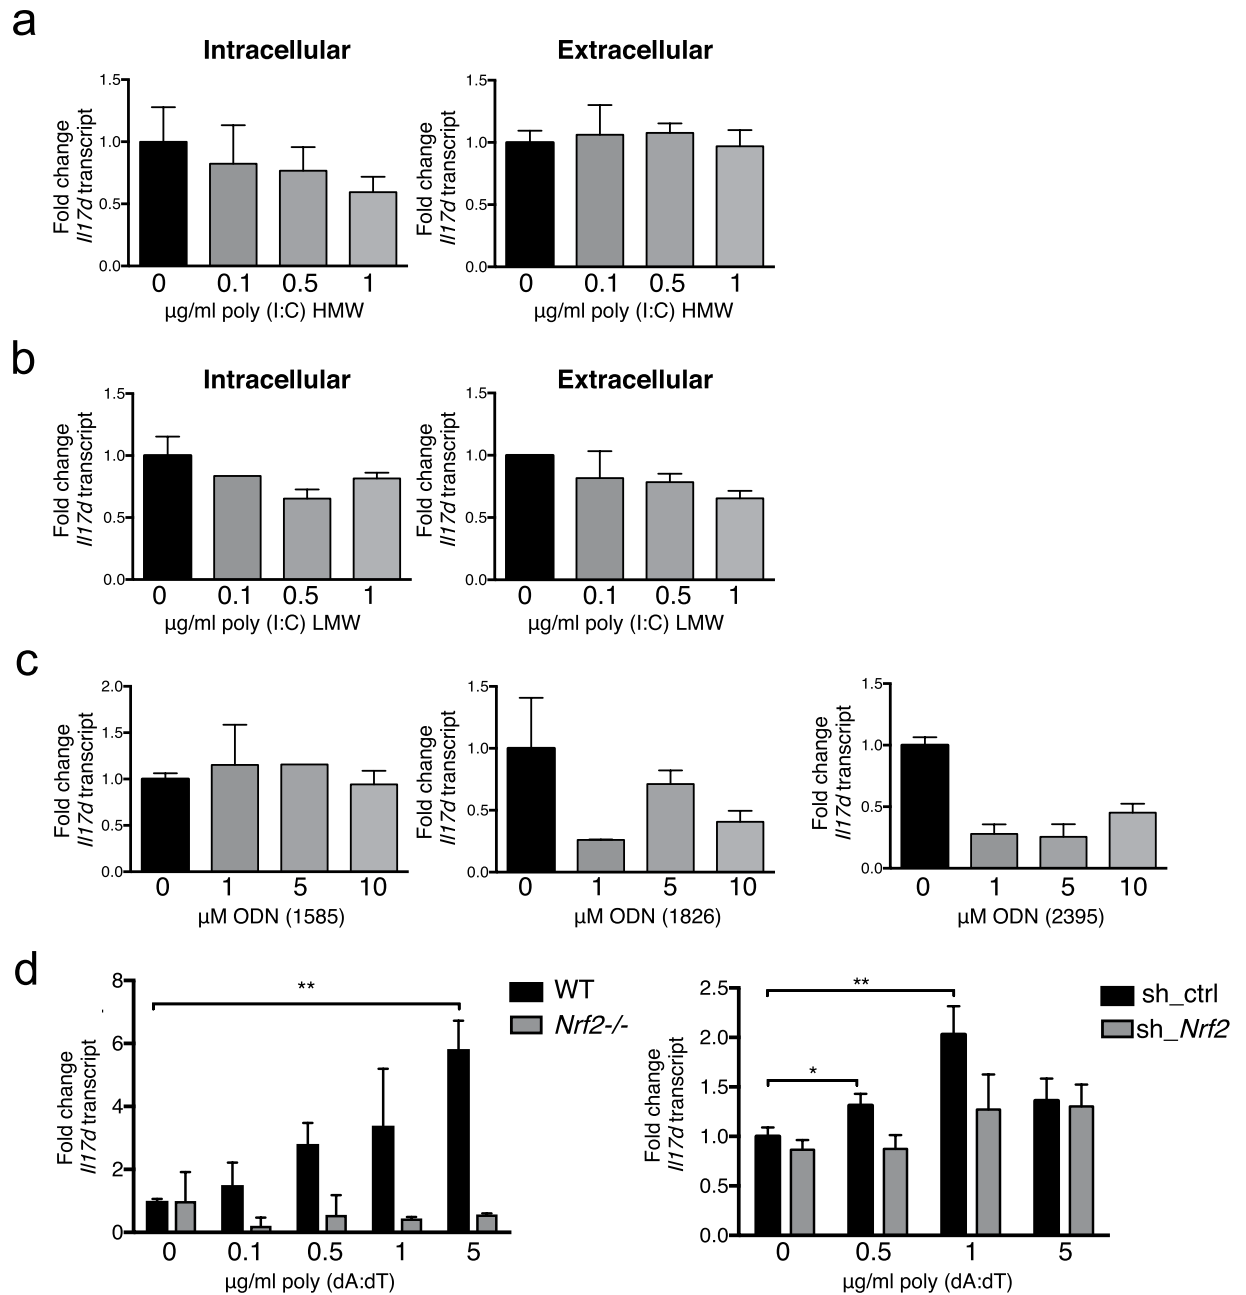 a
Intracellular
Extracellular
Fold change
Il17d transcript
1.5
1.0
0.5
0.0
0 0.1 0.5 1
µg/ml poly (I:C) HMW
Fold change
Il17d transcript
1.5
1.0
0.5
0.0
0 0.1 0.5 1
µg/ml poly (I:C) HMW
b
Intracellular
Extracellular
Fold change
Il17d transcript
1.5
1.0
0.5
0.0
0 0.1 0.5 1
µg/ml poly (I:C) LMW
Fold change
Il17d transcript
1.5
1.0
0.5
0.0
0 0.1 0.5 1
µg/ml poly (I:C) LMW
c
Fold change
Il17d transcript
2.0
1.5
1.0
0.5
0.0
0 1 5 10
µM ODN (1585)
Fold change
Il17d transcript
1.5
1.0
0.5
0.0
0 1 5 10
µM ODN (1826)
Fold change
Il17d transcript
1.5
1.0
0.5
0.0
0 1 5 10
µM ODN (2395)
d
Fold change
Il17d transcript
8
6
4
2
0
**
WT
Nrf2-/-
0 0.1 0.5 1 5
µg/ml poly (dA:dT)
Fold change
Il17d transcript
2.5
2.0
1.5
1.0
0.5
0.0
**
*
sh_ctrl
sh_Nrf2
0 0.5 1 5
µg/ml poly (dA:dT)